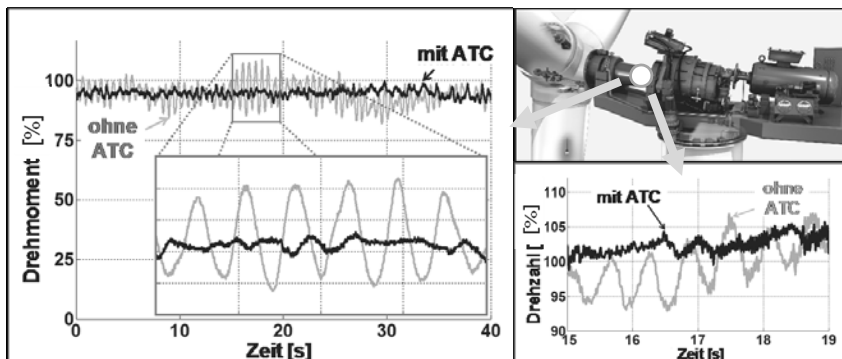 mit ATC
100
ohne
ATC
75
50
25
0
Drehmoment [%]
0
10
20
30
40
Zeit [s]
110
105
100
95
90
mit ATC
ohne
ATC
Drehzahl [%]
15
16
17
18
19
Zeit [s]